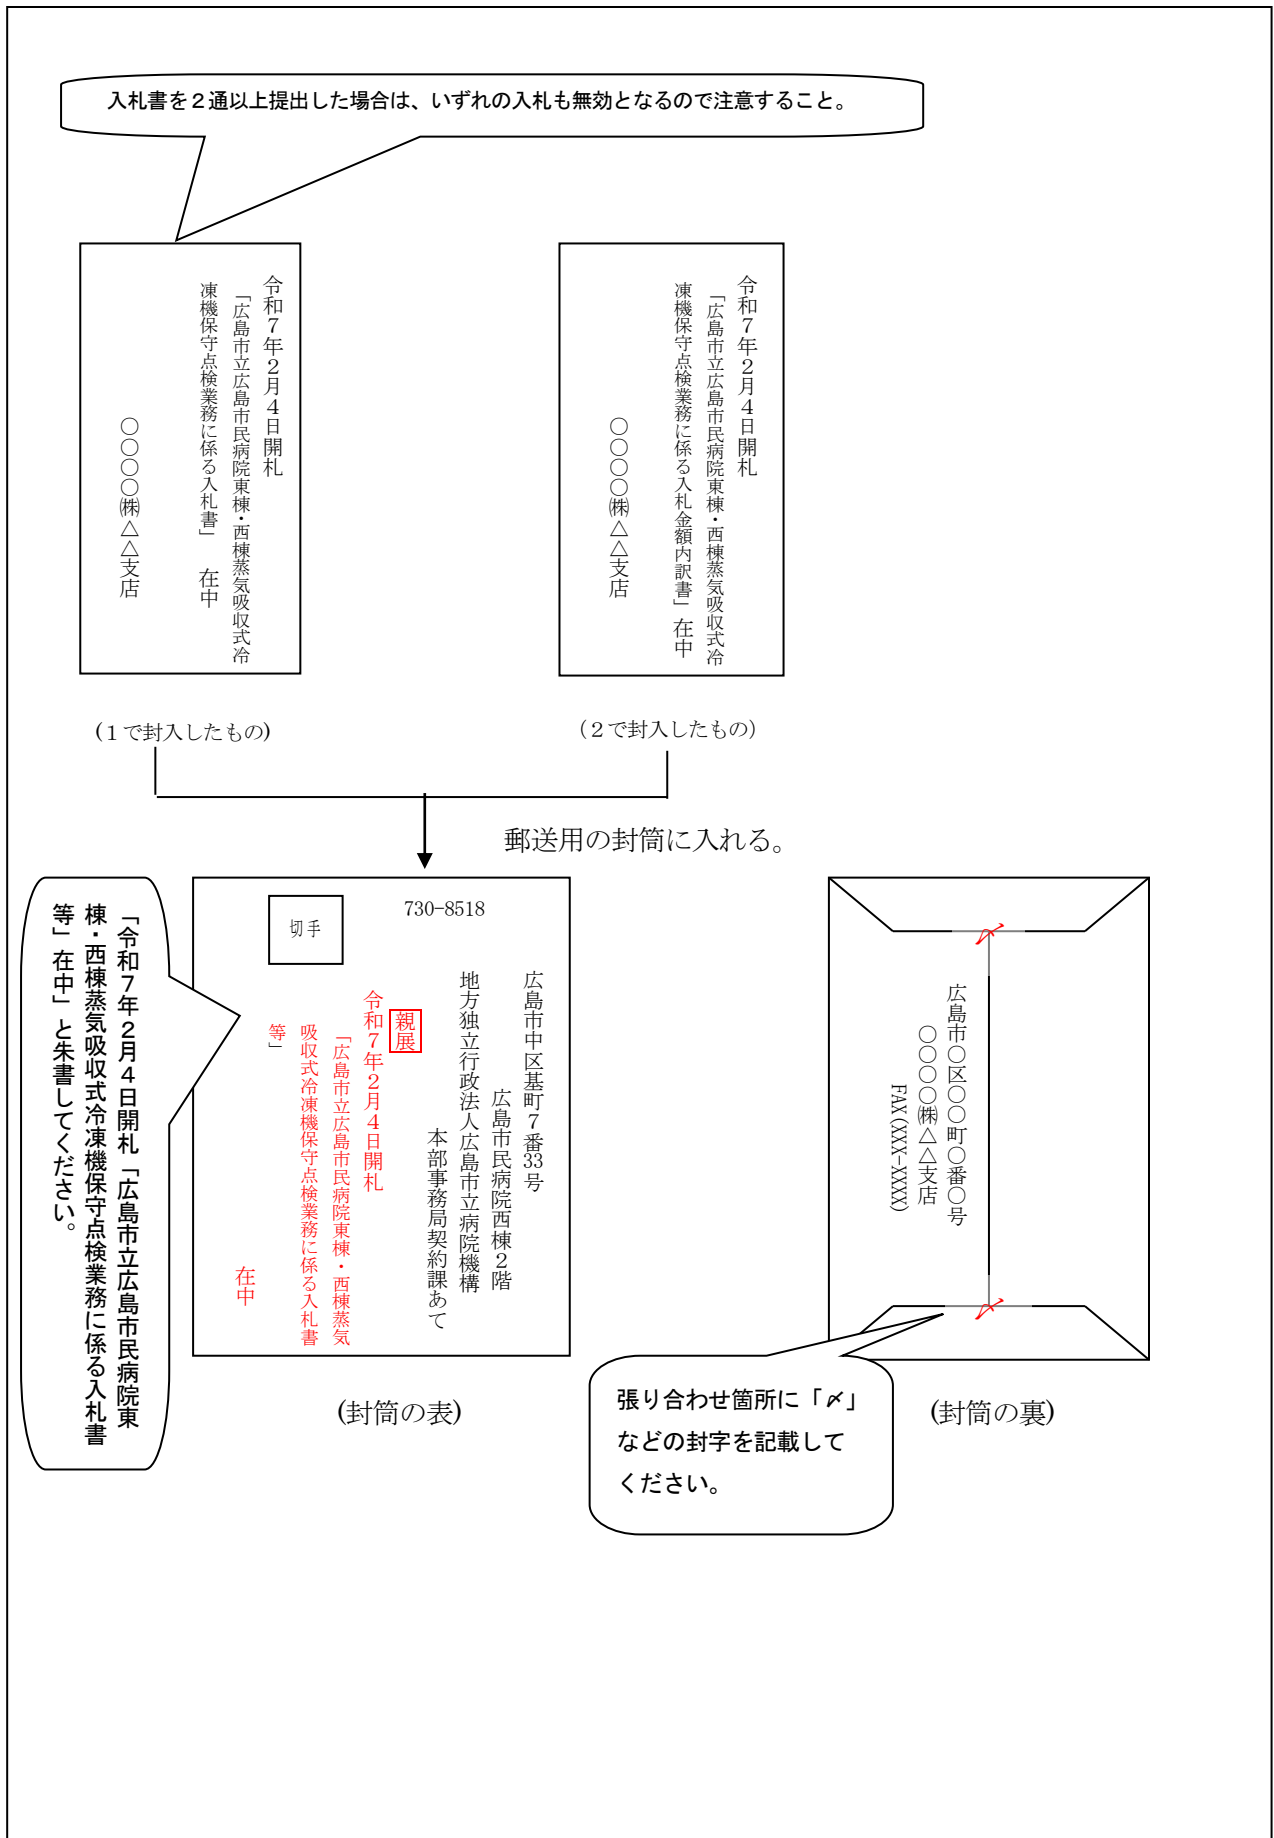 入札書を２通以上提出した場合は、いずれの入札も無効となるので注意すること。
令和７年２月４日開札
「広島市立広島市民病院東棟・西棟蒸気吸収式冷
凍機保守点検業務に係る入札書」　在中
〇〇〇〇㈱△△支店
(１で封入したもの)
令和７年２月４日開札
「広島市立広島市民病院東棟・西棟蒸気吸収式冷
凍機保守点検業務に係る入札金額内訳書」在中
〇〇〇〇㈱△△支店
（２で封入したもの）
郵送用の封筒に入れる。
「令和７年２月４日開札「広島市立広島市民病院東
棟・西棟蒸気吸収式冷凍機保守点検業務に係る入札書
等」在中」と朱書してください。
切手
730-8518
広島市中区基町７番33号
広島市民病院西棟２階
地方独立行政法人広島市立病院機構
本部事務局契約課あて
親展
令和７年２月４日開札
「広島市立広島市民病院東棟・西棟蒸気
吸収式冷凍機保守点検業務に係る入札書
等」
在中
(封筒の表)
〆
広島市〇区〇〇町〇番〇号
〇〇〇〇㈱△△支店
FAX(XXX-XXXX)
〆
張り合わせ箇所に「〆」
などの封字を記載して
ください。
(封筒の裏)